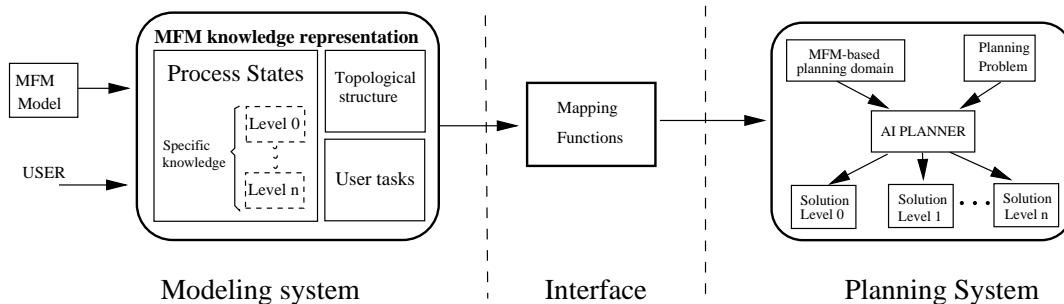 MFM
Model
USER
MFM knowledge representation
Process States
Specific
knowledge
Level 0
Level n
Topological
structure
User tasks
Modeling system
Mapping
Functions
Interface
MFM-based
planning domain
Planning
Problem
AI PLANNER
Solution
Level 0
Solution
Level 1
Solution
Level n
Planning System